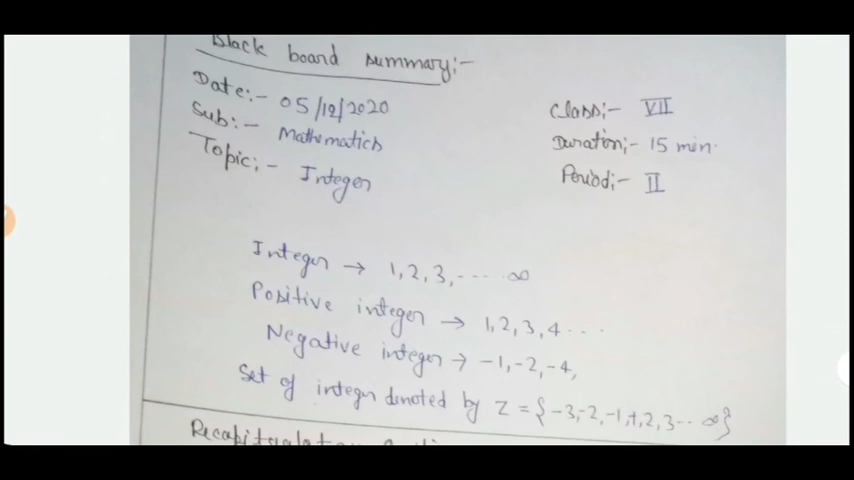 Black board summary:-
Date:- 05/12/2020
Class:- VII
Sub:- Mathematics
Duration:- 15 min.
Topic:- Integer
Period:- II
Integer → 1, 2, 3, ..... ∞
Positive integer → 1, 2, 3, 4 ....
Negative integer → -1, -2, -4,
Set of integer denoted by Z = {-3, -2, -1, 1, 2, 3 ... ∞}
Recapitulation